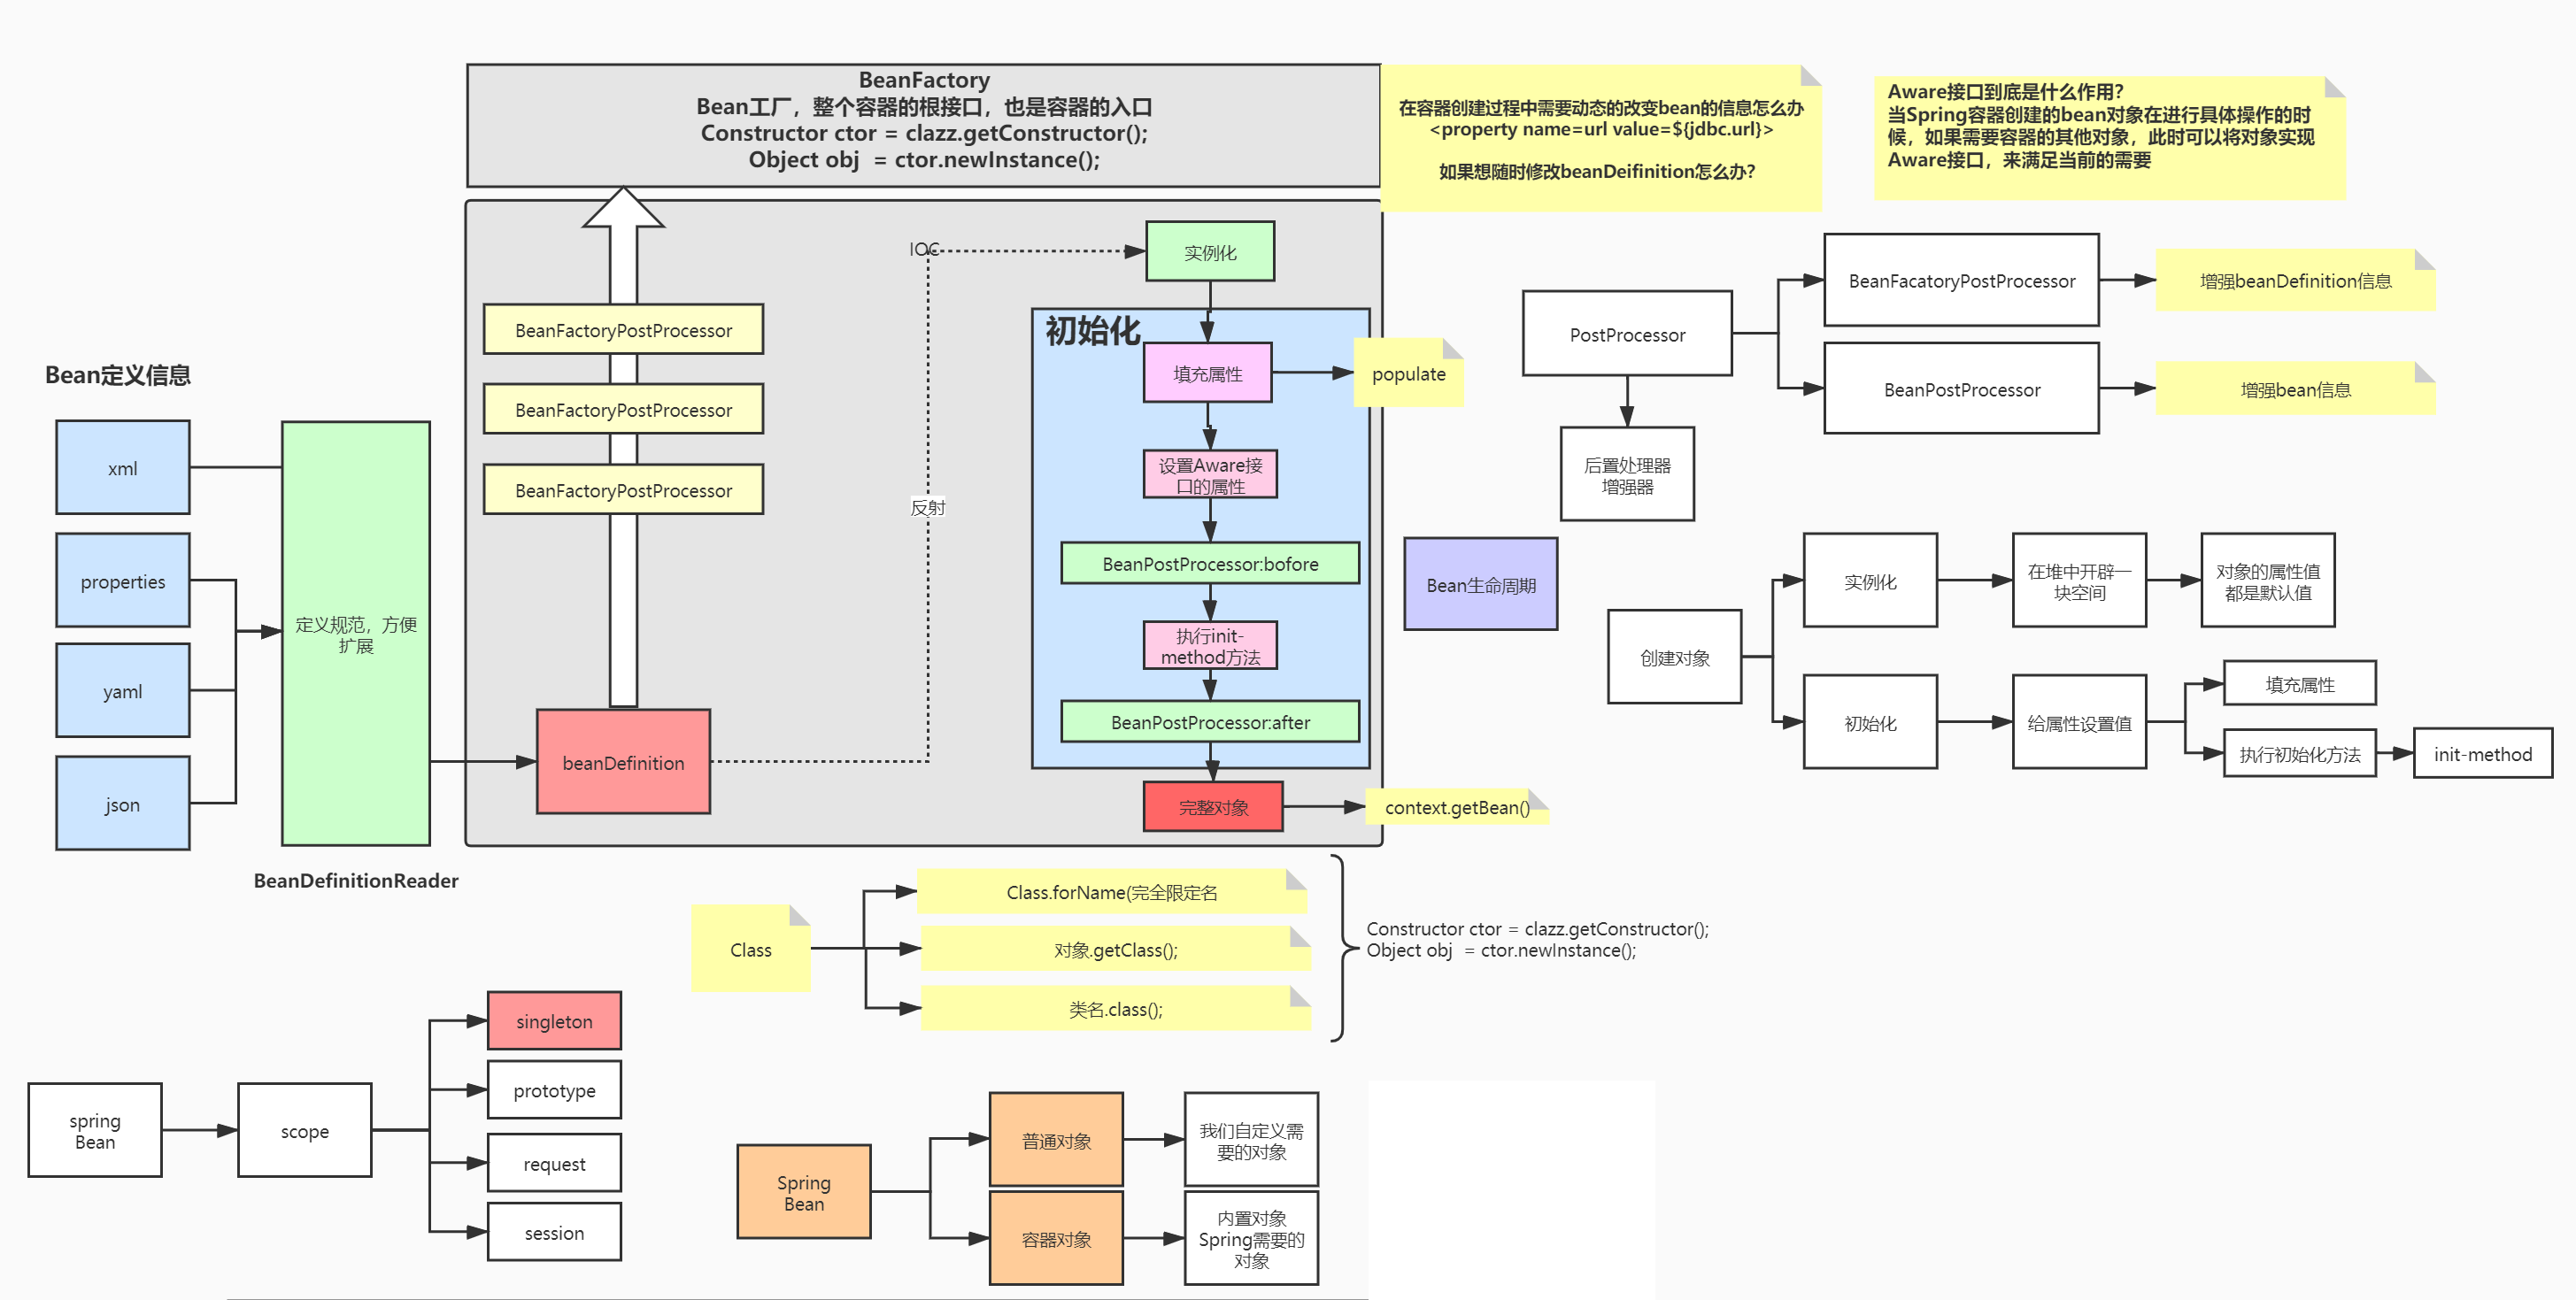 BeanFactory
Bean工厂，整个容器的根接口，也是容器的入口
Constructor ctor = clazz.getConstructor();
Object obj  = ctor.newInstance();
在容器创建过程中需要动态的改变bean的信息怎么办
<property name=url value=${jdbc.url}>
如果想随时修改beanDeifinition怎么办？
Aware接口到底是什么作用？
当Spring容器创建的bean对象在进行具体操作的时
候，如果需要容器的其他对象，此时可以将对象实现
Aware接口，来满足当前的需要
IOC
实例化
初始化
填充属性
populate
设置Aware接
口的属性
BeanPostProcessor:bofore
执行init-
method方法
BeanPostProcessor:after
完整对象
context.getBean()
BeanFactoryPostProcessor
BeanFactoryPostProcessor
BeanFactoryPostProcessor
反射
beanDefinition
Bean定义信息
xml
properties
yaml
json
定义规范，方便
扩展
BeanDefinitionReader
PostProcessor
BeanFacatoryPostProcessor
增强beanDefinition信息
BeanPostProcessor
增强bean信息
后置处理器
增强器
Bean生命周期
创建对象
实例化
在堆中开辟一
块空间
对象的属性值
都是默认值
初始化
给属性设置值
填充属性
执行初始化方法
init-method
Class
Class.forName(完全限定名
对象.getClass();
类名.class();
Constructor ctor = clazz.getConstructor();
Object obj  = ctor.newInstance();
spring
Bean
scope
singleton
prototype
request
session
Spring
Bean
普通对象
我们自定义需
要的对象
容器对象
内置对象
Spring需要的
对象